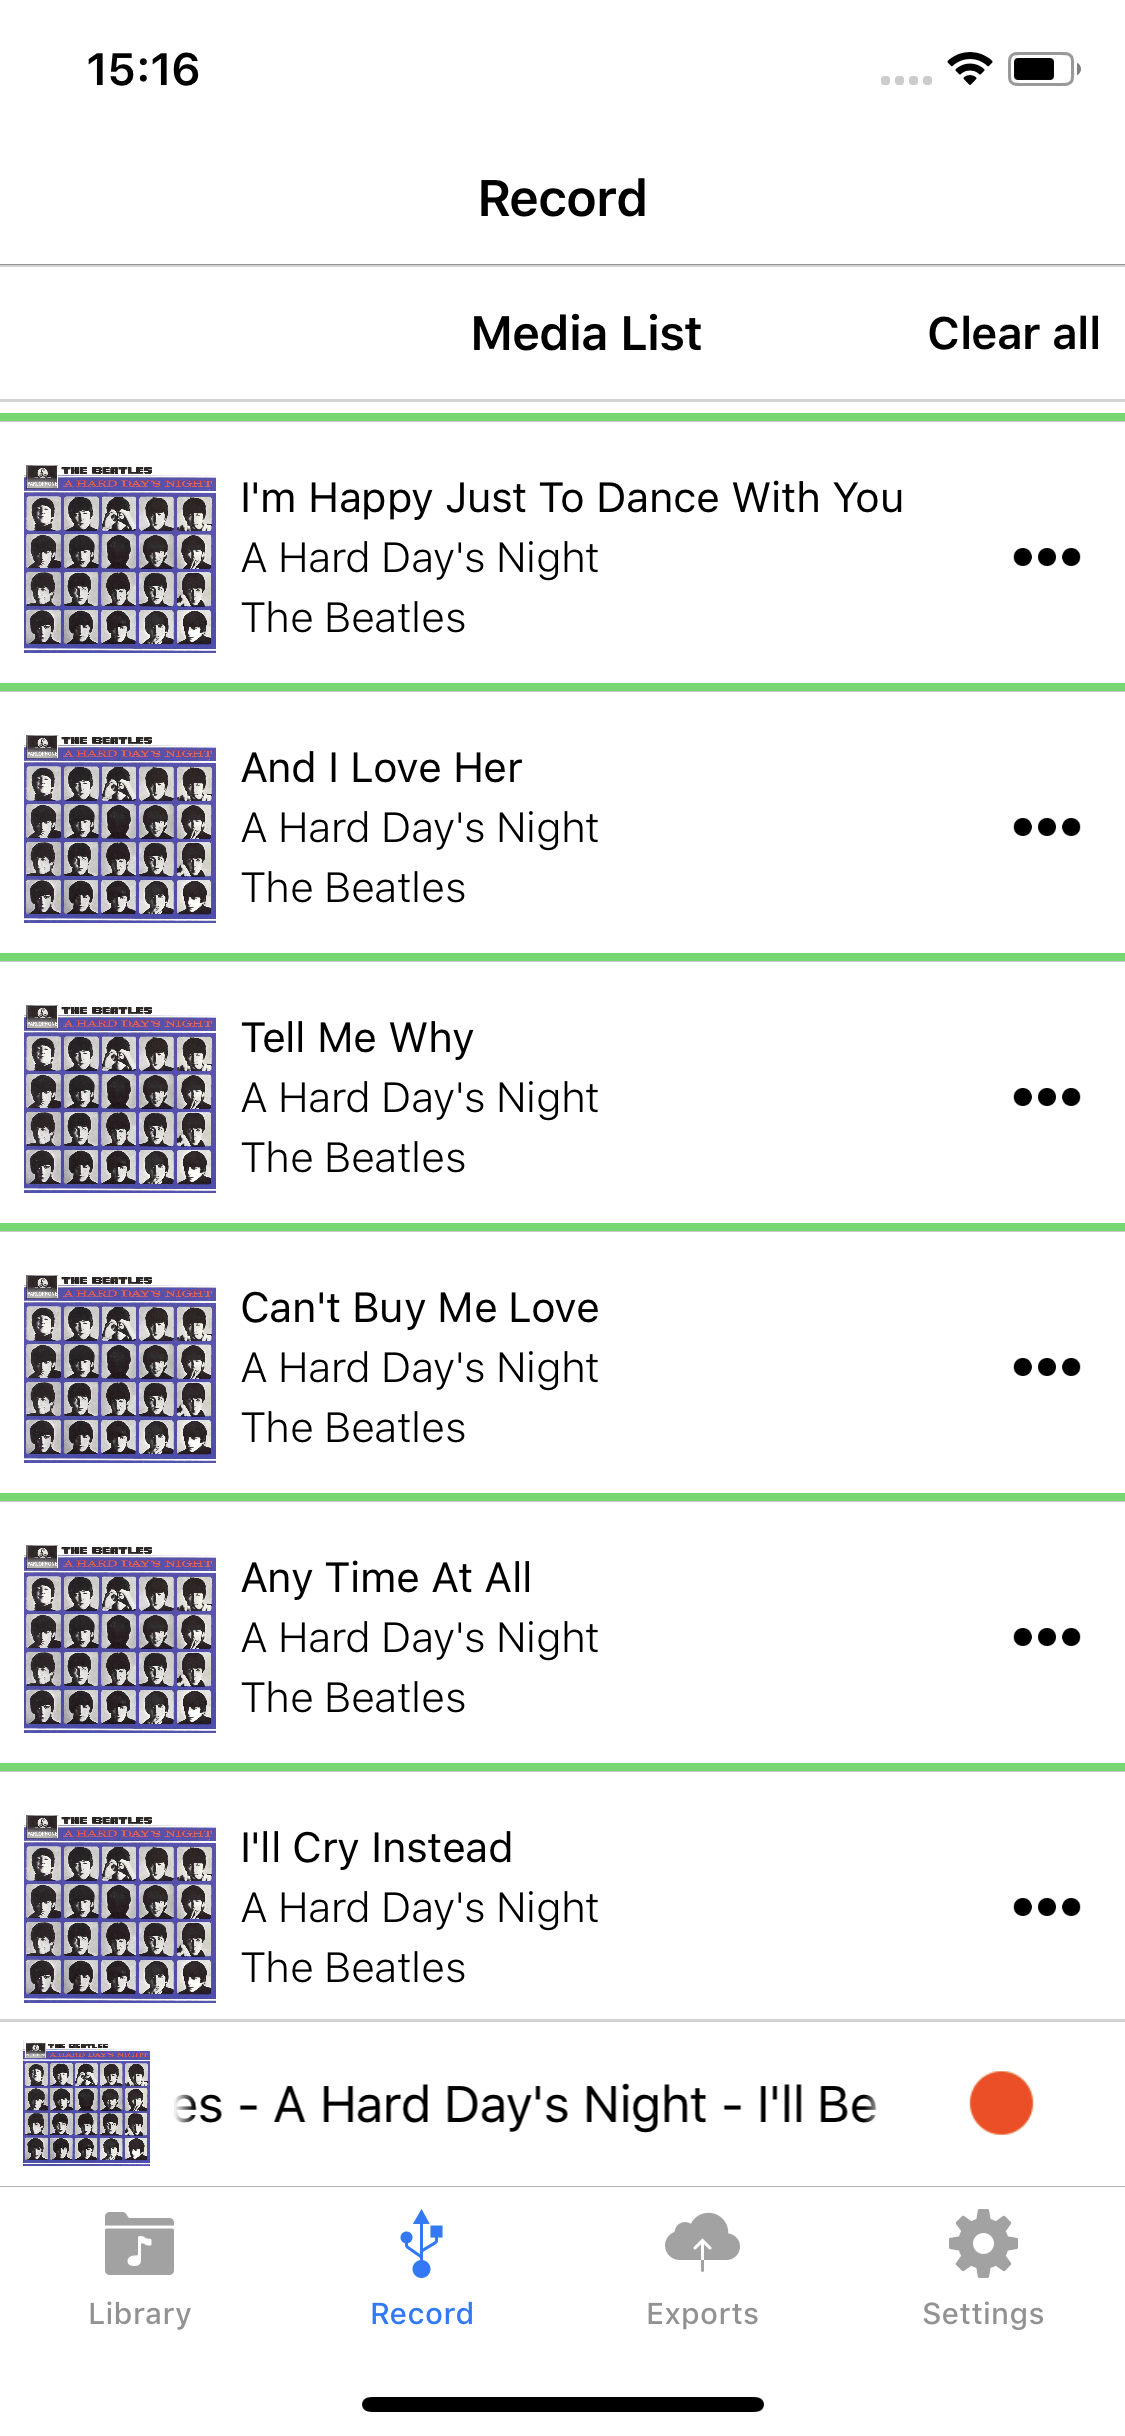 15:16
Record
Media List
Clear all
THE BEATLES
A HARD DAY'S NIGHT
I'm Happy Just To Dance With You
A Hard Day's Night
The Beatles
THE BEATLES
A HARD DAY'S NIGHT
And I Love Her
A Hard Day's Night
The Beatles
THE BEATLES
A HARD DAY'S NIGHT
Tell Me Why
A Hard Day's Night
The Beatles
THE BEATLES
A HARD DAY'S NIGHT
Can't Buy Me Love
A Hard Day's Night
The Beatles
THE BEATLES
A HARD DAY'S NIGHT
Any Time At All
A Hard Day's Night
The Beatles
THE BEATLES
A HARD DAY'S NIGHT
I'll Cry Instead
A Hard Day's Night
The Beatles
THE BEATLES
A HARD DAY'S NIGHT
es - A Hard Day's Night - I'll Be
Library
Record
Exports
Settings